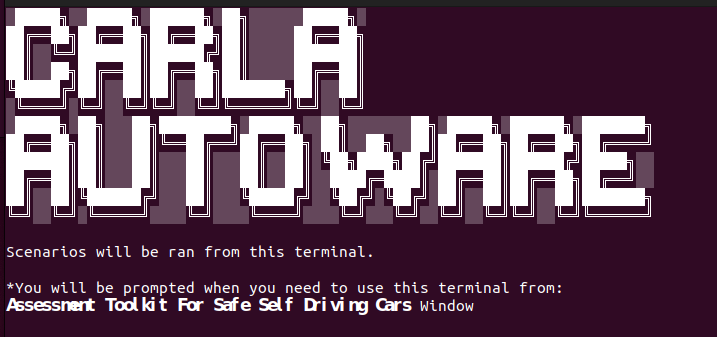 CARLA
AUTOWARE
Scenarios will be ran from this terminal.
*You will be prompted when you need to use this terminal from:
Assessment Toolkit For Safe Self Driving Cars Window